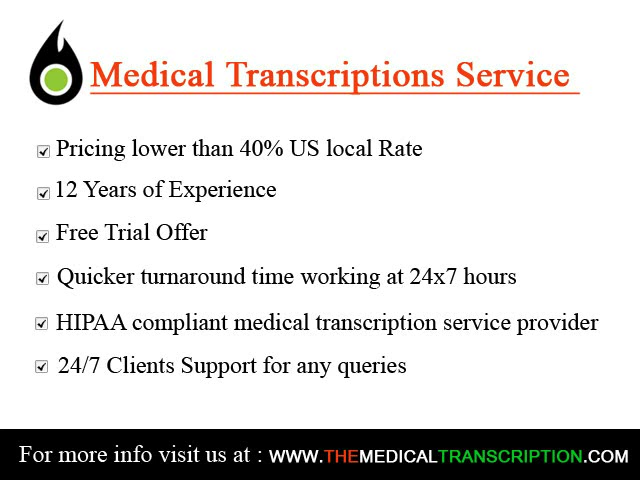 Medical Transcriptions Service
Pricing lower than 40% US local Rate
12 Years of Experience
Free Trial Offer
Quicker turnaround time working at 24x7 hours
HIPAA compliant medical transcription service provider
24/7 Clients Support for any queries
For more info visit us at : WWW.THEMEDICALTRANSCRIPTION.COM